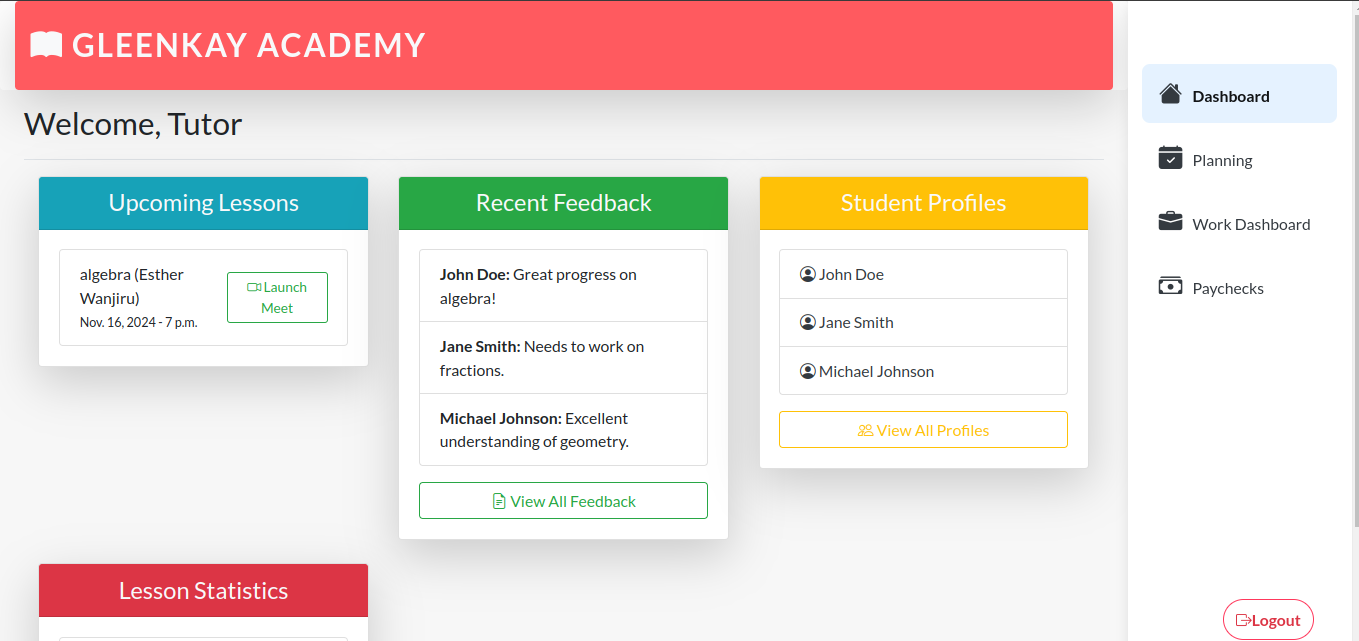 GLEENKAY ACADEMY
Welcome, Tutor
Upcoming Lessons
algebra (Esther
Wanjiru)
Nov. 16, 2024 - 7 p.m.
Launch
Meet
Recent Feedback
John Doe: Great progress on
algebra!
Jane Smith: Needs to work on
fractions.
Michael Johnson: Excellent
understanding of geometry.
View All Feedback
Student Profiles
John Doe
Jane Smith
Michael Johnson
View All Profiles
Lesson Statistics
Dashboard
Planning
Work Dashboard
Paychecks
Logout